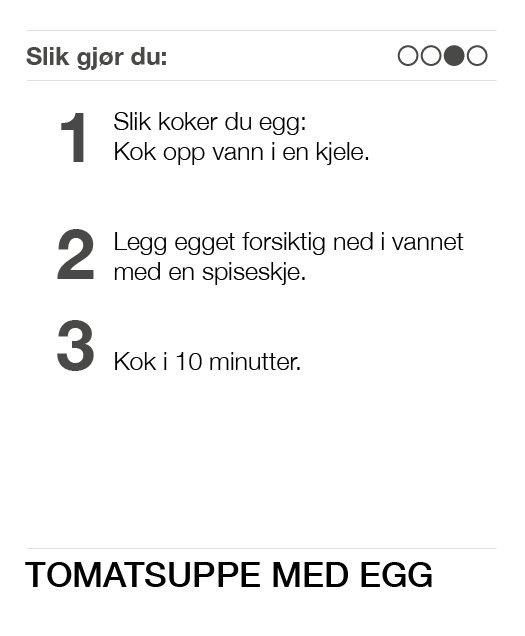 Slik gjør du:
1 Slik koker du egg:
Kok opp vann i en kjele.
2 Legg egget forsiktig ned i vannet
med en spiseskje.
3 Kok i 10 minutter.
TOMATSUPPE MED EGG